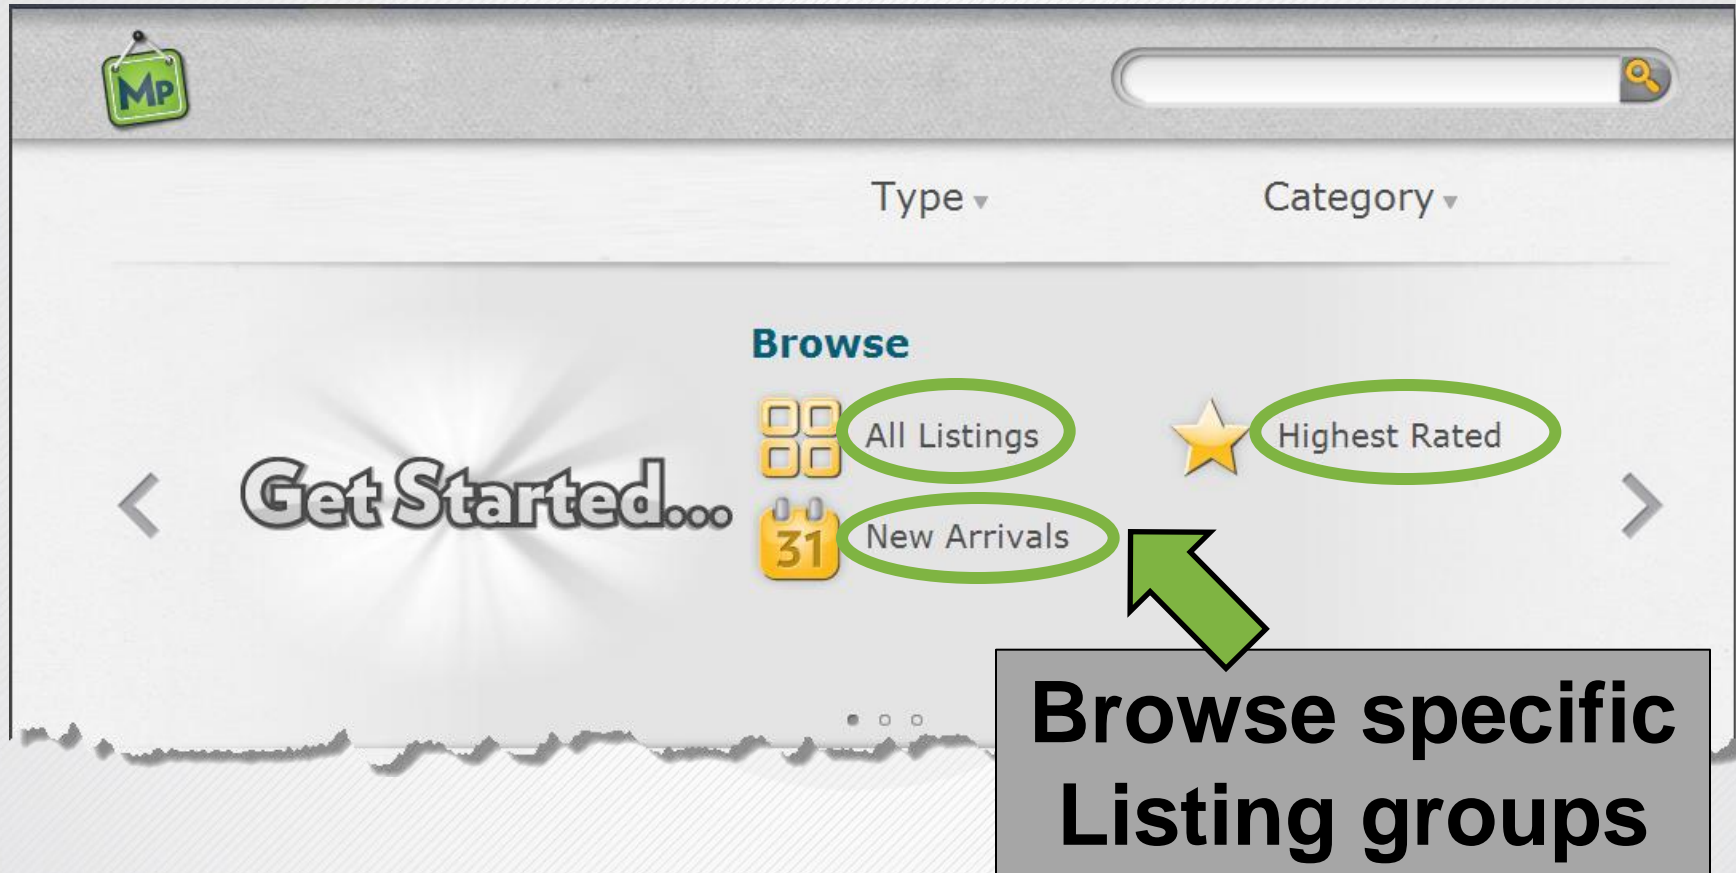 MP
Type
Category
Browse
All Listings
Highest Rated
Get Started...
31
New Arrivals
Browse specific
Listing groups